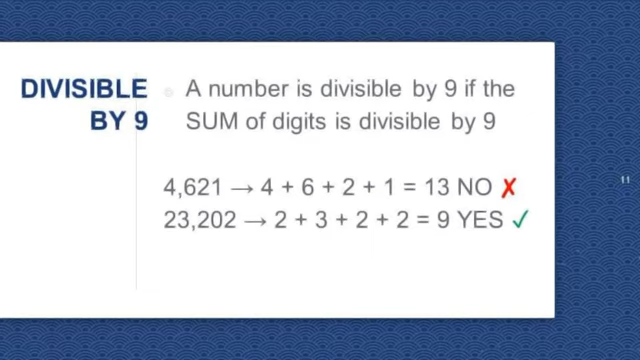 DIVISIBLE
BY 9
A number is divisible by 9 if the
SUM of digits is divisible by 9
4,621 → 4 + 6 + 2 + 1 = 13 NO ✗
23,202 → 2 + 3 + 2 + 2 = 9 YES ✓
11